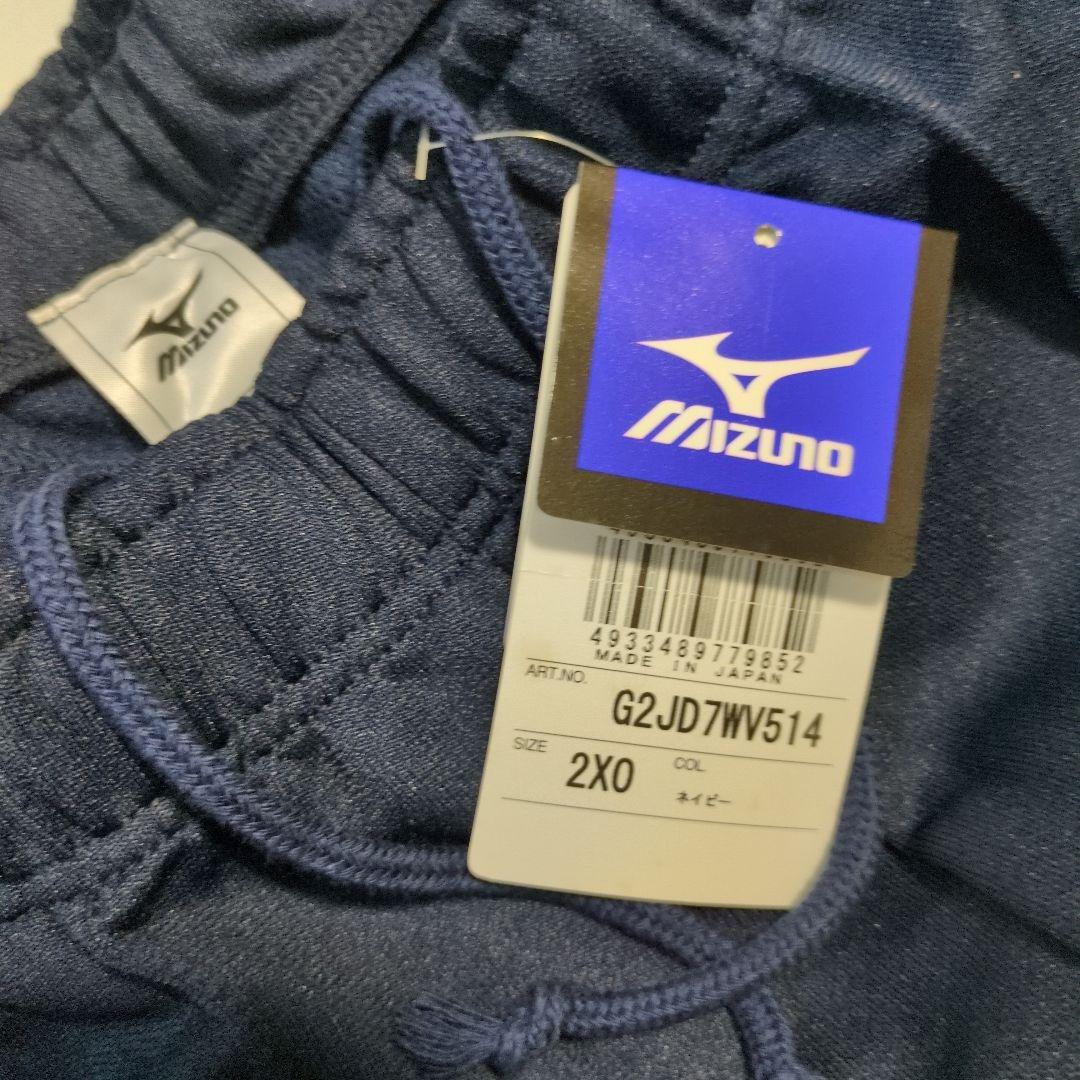 MIZUNO
MIZUNO
4933489779852
MADE IN JAPAN
ART.NO.
G2JD7WV514
SIZE
2XO
COL
ネイビー